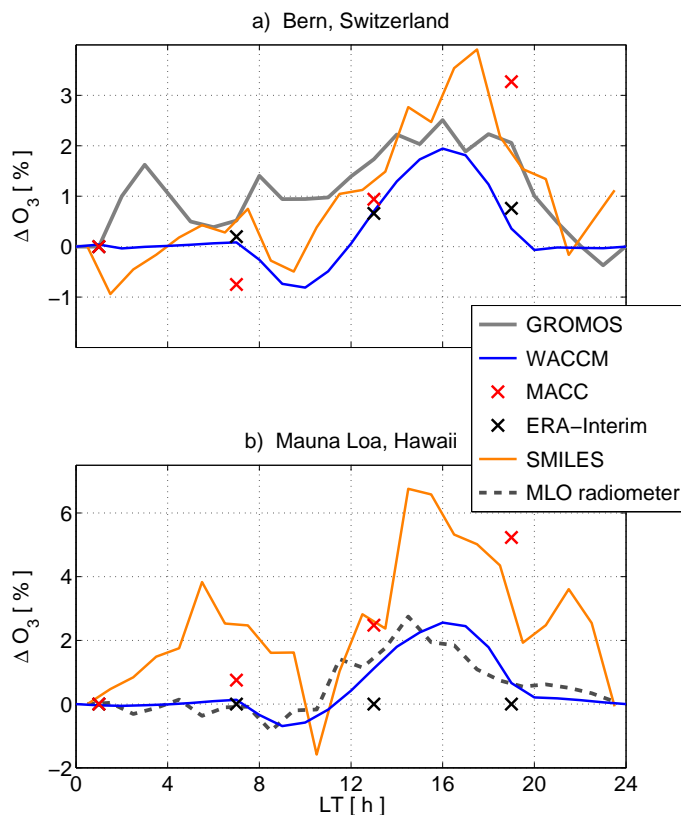 a) Bern, Switzerland
Δ O3 [ % ]
3
2
1
0
−1
GROMOS
WACCM
MACC
ERA−Interim
SMILES
MLO radiometer
b) Mauna Loa, Hawaii
Δ O3 [ % ]
6
4
2
0
−2
0 4 8 12 16 20 24
LT [ h ]